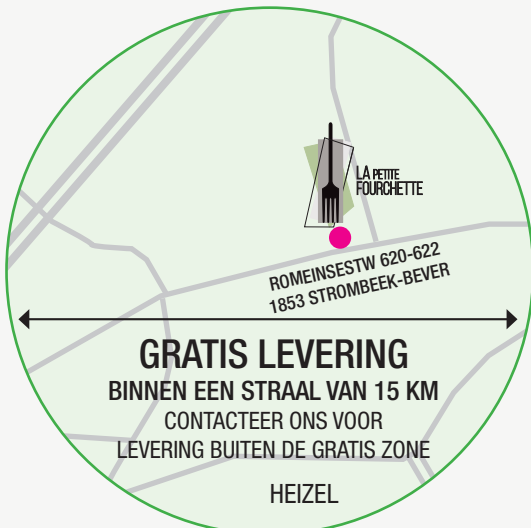 LA PETITE
FOURCHETTE
ROMEINSESTW 620-622
1853 STROMBEEK-BEVER
GRATIS LEVERING
BINNEN EEN STRAAL VAN 15 KM
CONTACTEER ONS VOOR
LEVERING BUITEN DE GRATIS ZONE
HEIZEL